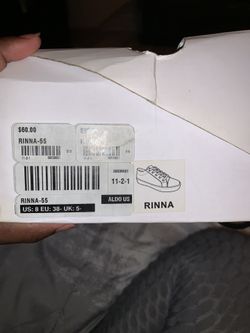 $60.00
RINNA-55
11-2-1
RINNA-55
ALDO US
US: 8 EU: 38- UK: 5-
RINNA